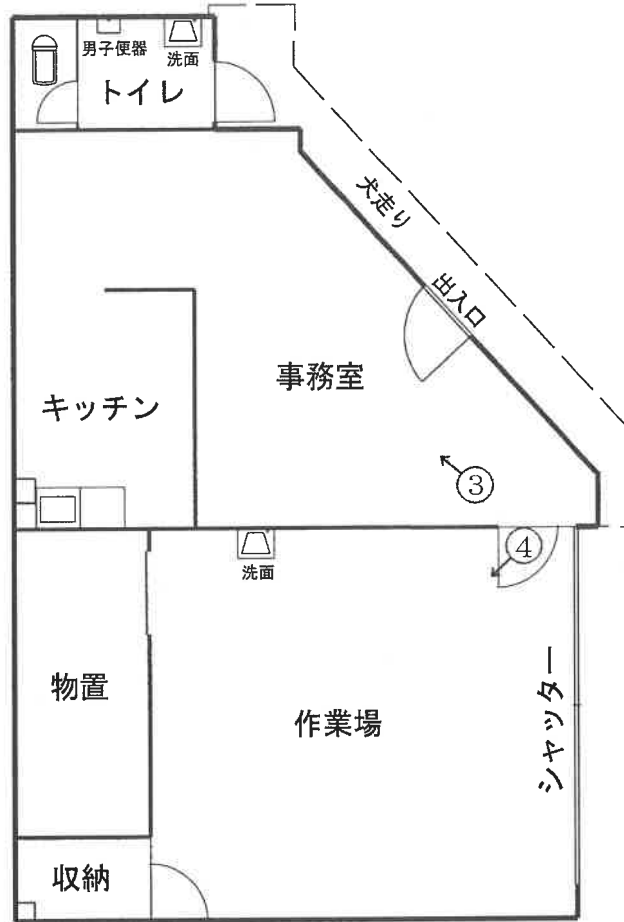 男子便器
洗面
トイレ
犬走り
出入口
事務室
キッチン
③
④
洗面
物置
作業場
シャッター
収納